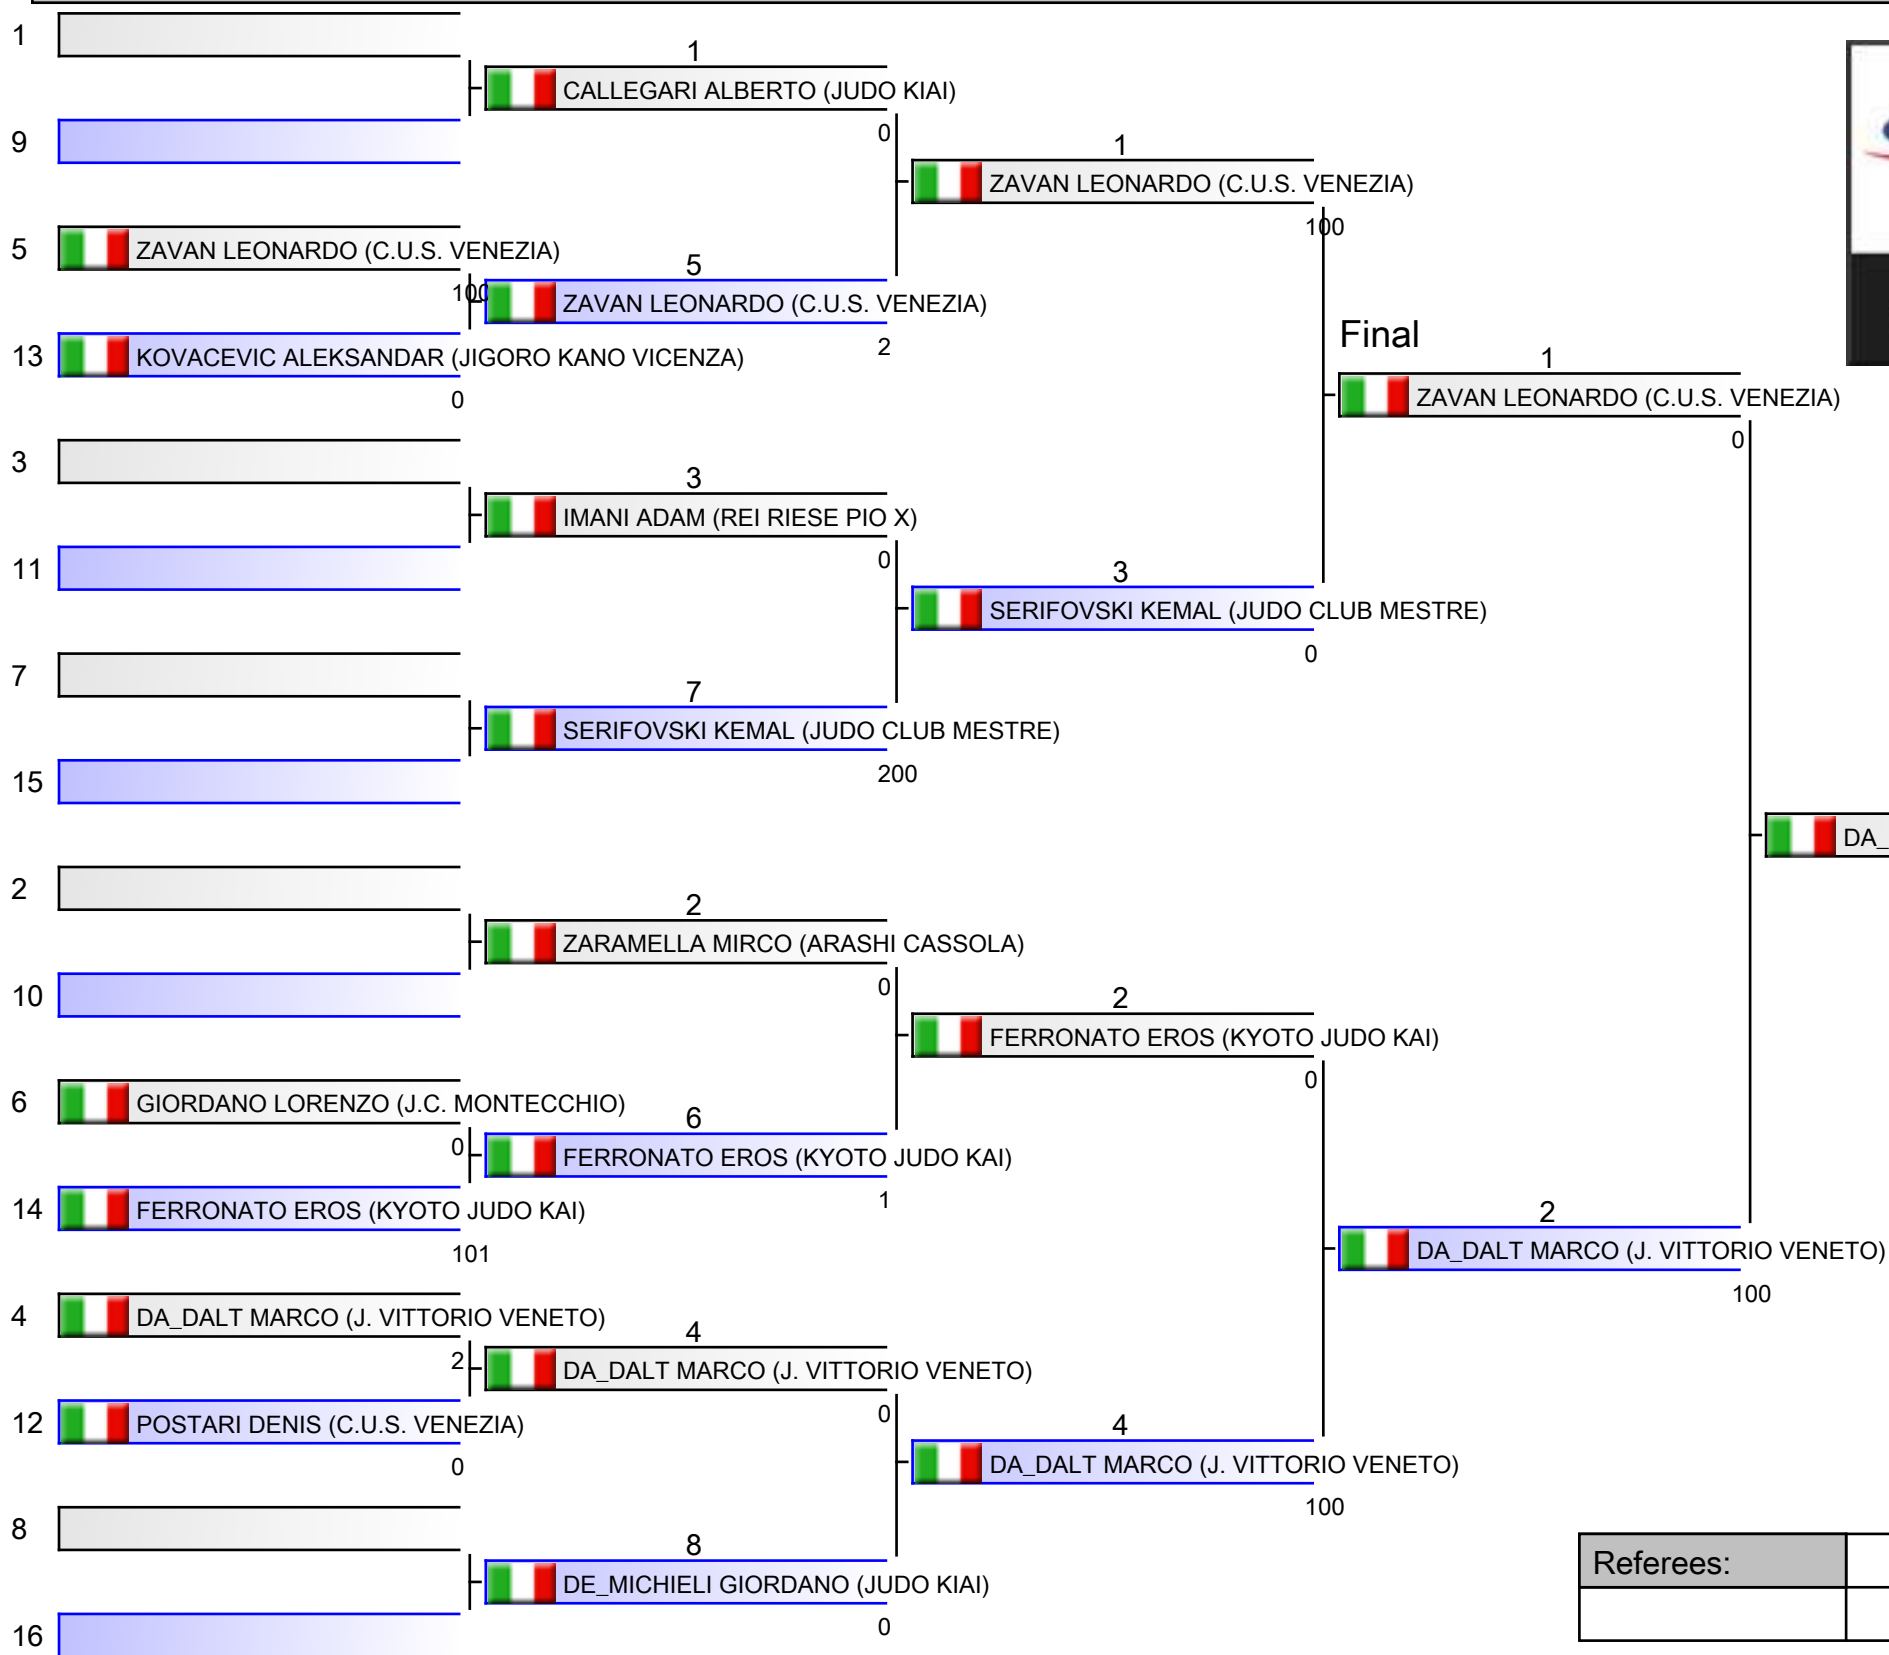 1
1
CALLEGARI ALBERTO (JUDO KIAI)
0
9
1
ZAVAN LEONARDO (C.U.S. VENEZIA)
100
5
ZAVAN LEONARDO (C.U.S. VENEZIA)
100
5
ZAVAN LEONARDO (C.U.S. VENEZIA)
2
13
KOVACEVIC ALEKSANDAR (JIGORO KANO VICENZA)
0
Final
1
ZAVAN LEONARDO (C.U.S. VENEZIA)
0
3
3
IMANI ADAM (REI RIESE PIO X)
0
11
3
SERIFOVSKI KEMAL (JUDO CLUB MESTRE)
0
7
7
SERIFOVSKI KEMAL (JUDO CLUB MESTRE)
200
15
DA_
2
2
ZARAMELLA MIRCO (ARASHI CASSOLA)
0
10
2
FERRONATO EROS (KYOTO JUDO KAI)
0
6
GIORDANO LORENZO (J.C. MONTECCHIO)
0
6
FERRONATO EROS (KYOTO JUDO KAI)
1
14
FERRONATO EROS (KYOTO JUDO KAI)
101
2
DA_DALT MARCO (J. VITTORIO VENETO)
100
4
DA_DALT MARCO (J. VITTORIO VENETO)
2
4
DA_DALT MARCO (J. VITTORIO VENETO)
0
12
POSTARI DENIS (C.U.S. VENEZIA)
0
4
DA_DALT MARCO (J. VITTORIO VENETO)
100
8
8
DE_MICHIELI GIORDANO (JUDO KIAI)
0
16
Referees: